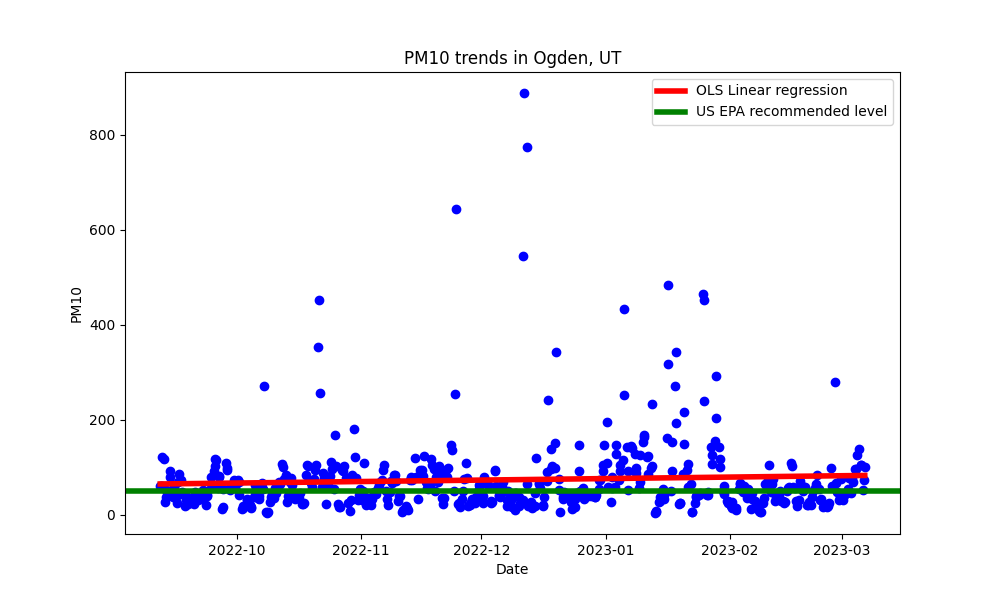 PM10 trends in Ogden, UT
OLS Linear regression
US EPA recommended level
800
600
400
200
0
PM10
2022-10
2022-11
2022-12
2023-01
2023-02
2023-03
Date